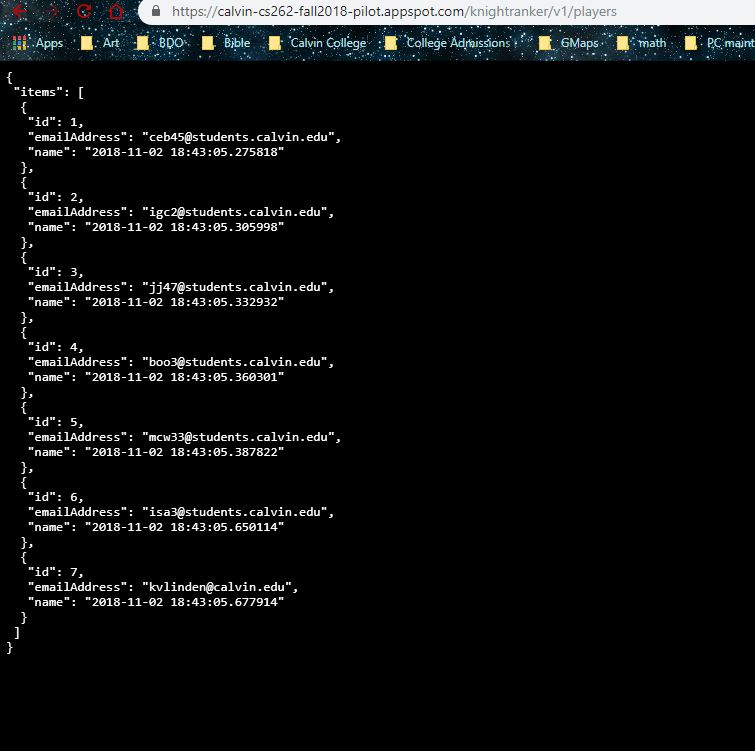 https://calvin-cs262-fall2018-pilot.appspot.com/knightranker/v1/players
Apps Art BDO Bible Calvin College College Admissions GMaps math PC maint
{
"items": [
{
"id": 1,
"emailAddress": "ceb45@students.calvin.edu",
"name": "2018-11-02 18:43:05.275818"
},
{
"id": 2,
"emailAddress": "igc2@students.calvin.edu",
"name": "2018-11-02 18:43:05.305998"
},
{
"id": 3,
"emailAddress": "jj47@students.calvin.edu",
"name": "2018-11-02 18:43:05.332932"
},
{
"id": 4,
"emailAddress": "boo3@students.calvin.edu",
"name": "2018-11-02 18:43:05.360301"
},
{
"id": 5,
"emailAddress": "mcw33@students.calvin.edu",
"name": "2018-11-02 18:43:05.387822"
},
{
"id": 6,
"emailAddress": "isa3@students.calvin.edu",
"name": "2018-11-02 18:43:05.650114"
},
{
"id": 7,
"emailAddress": "kvlinden@calvin.edu",
"name": "2018-11-02 18:43:05.677914"
}
]
}